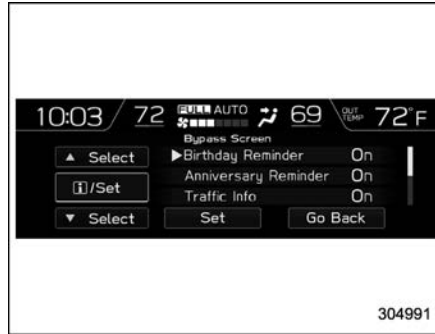 10:03 72 FULL AUTO 69 OUT TEMP 72°F
Bypass Screen
▲ Select ▶Birthday Reminder On
i/Set Anniversary Reminder On
Traffic Info On
▼ Select Set Go Back
304991